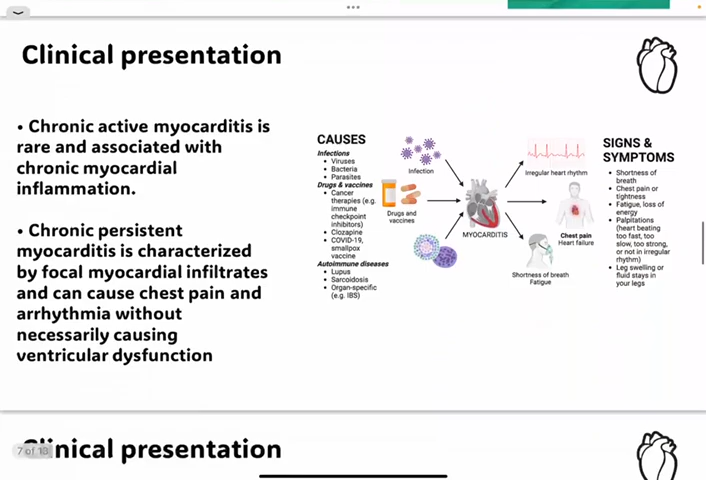 Clinical presentation
• Chronic active myocarditis is
rare and associated with
chronic myocardial
inflammation.
• Chronic persistent
myocarditis is characterized
by focal myocardial infiltrates
and can cause chest pain and
arrhythmia without
necessarily causing
ventricular dysfunction
CAUSES
Infections
• Viruses
• Bacteria
• Parasites
Drugs & vaccines
• Cancer
therapies (e.g.
immune
checkpoint
inhibitors)
• Clozapine
• COVID-19,
smallpox
vaccine
Autoimmune diseases
• Lupus
• Sarcoidosis
• Organ-specific
(e.g. IBS)
Infection
Drugs and
vaccines
MYOCARDITIS
Irregular heart rhythm
Chest pain
Heart failure
Shortness of breath
Fatigue
SIGNS &
SYMPTOMS
• Shortness of
breath
• Chest pain or
tightness
• Fatigue, loss of
energy
• Palpitations
(heart beating
too fast, too
slow, too strong,
or not in irregular
rhythm)
• Leg swelling or
fluid stays in
your legs
7 of 18
Clinical presentation